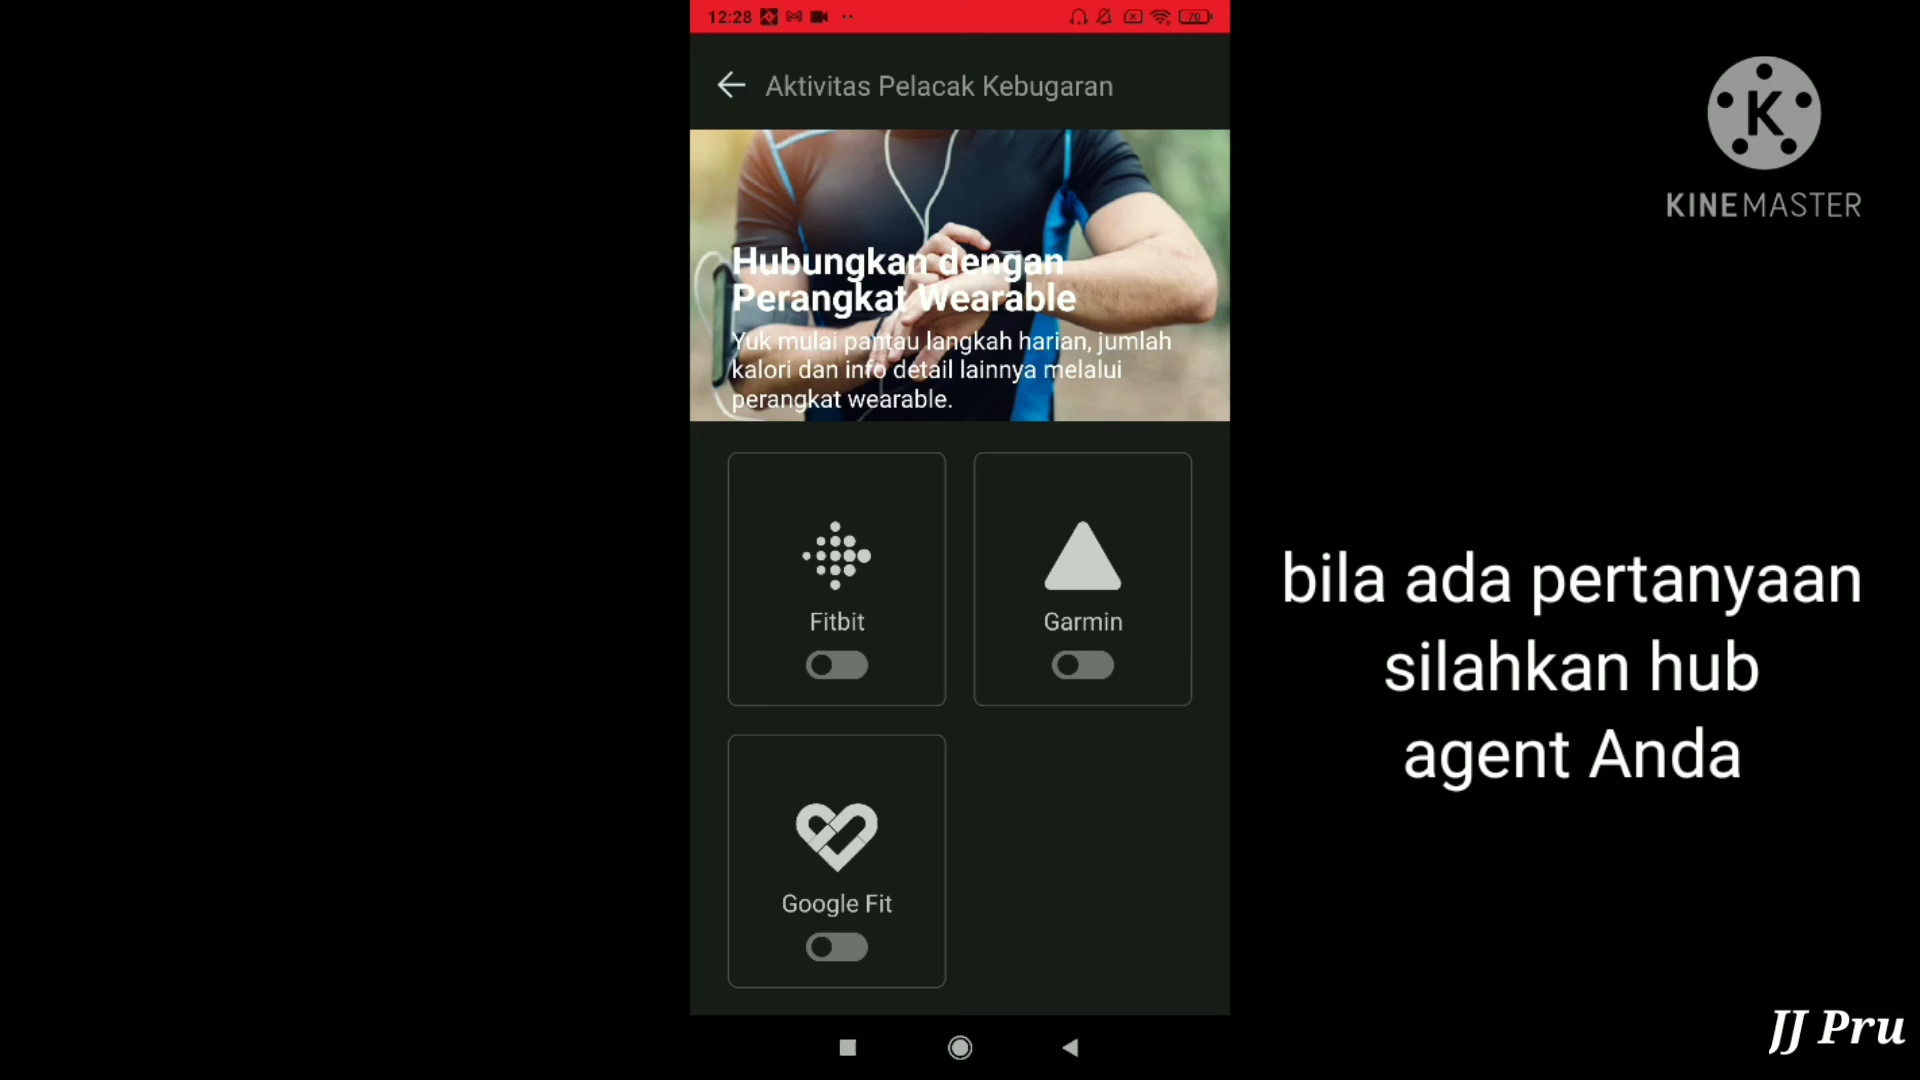 12:28
70
Aktivitas Pelacak Kebugaran
Hubungkan dengan
Perangkat Wearable
Yuk mulai pantau langkah harian, jumlah
kalori dan info detail lainnya melalui
perangkat wearable.
Fitbit
Garmin
Google Fit
K
KINEMASTER
bila ada pertanyaan
silahkan hub
agent Anda
JJ Pru